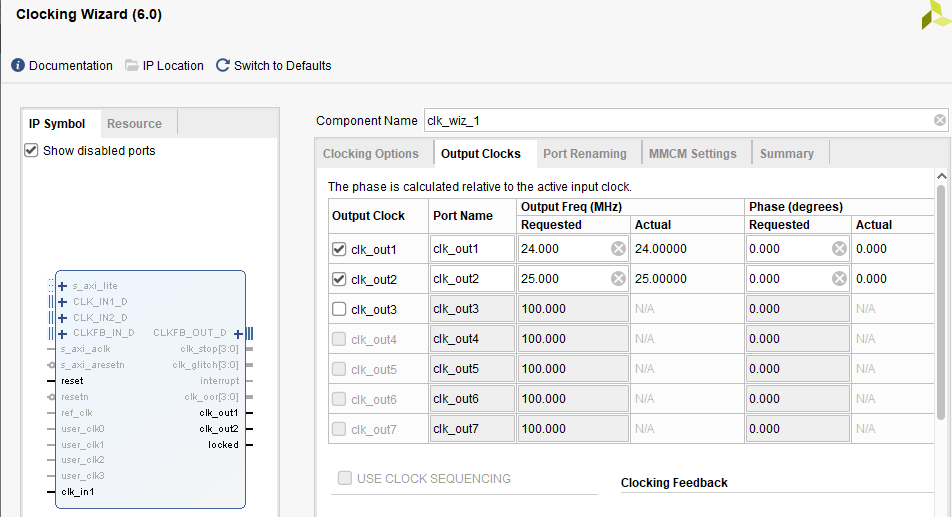 Clocking Wizard (6.0)
Documentation IP Location Switch to Defaults
IP Symbol Resource
Show disabled ports
s_axi_lite
CLK_IN1_D
CLK_IN2_D
CLKFB_IN_D CLKFB_OUT_D
s_axi_aclk clk_stop[3:0]
s_axi_aresetn clk_glitch[3:0]
reset interrupt
resetn clk_oor[3:0]
ref_clk clk_out1
user_clk0 clk_out2
user_clk1 locked
user_clk2
user_clk3
clk_in1
Component Name clk_wiz_1
Clocking Options Output Clocks Port Renaming MMCM Settings Summary
The phase is calculated relative to the active input clock.
Output Clock Port Name Output Freq (MHz) Phase (degrees)
Requested Actual Requested Actual
clk_out1 clk_out1 24.000 24.00000 0.000 0.000
clk_out2 clk_out2 25.000 25.00000 0.000 0.000
clk_out3 clk_out3 100.000 N/A 0.000 N/A
clk_out4 clk_out4 100.000 N/A 0.000 N/A
clk_out5 clk_out5 100.000 N/A 0.000 N/A
clk_out6 clk_out6 100.000 N/A 0.000 N/A
clk_out7 clk_out7 100.000 N/A 0.000 N/A
USE CLOCK SEQUENCING Clocking Feedback